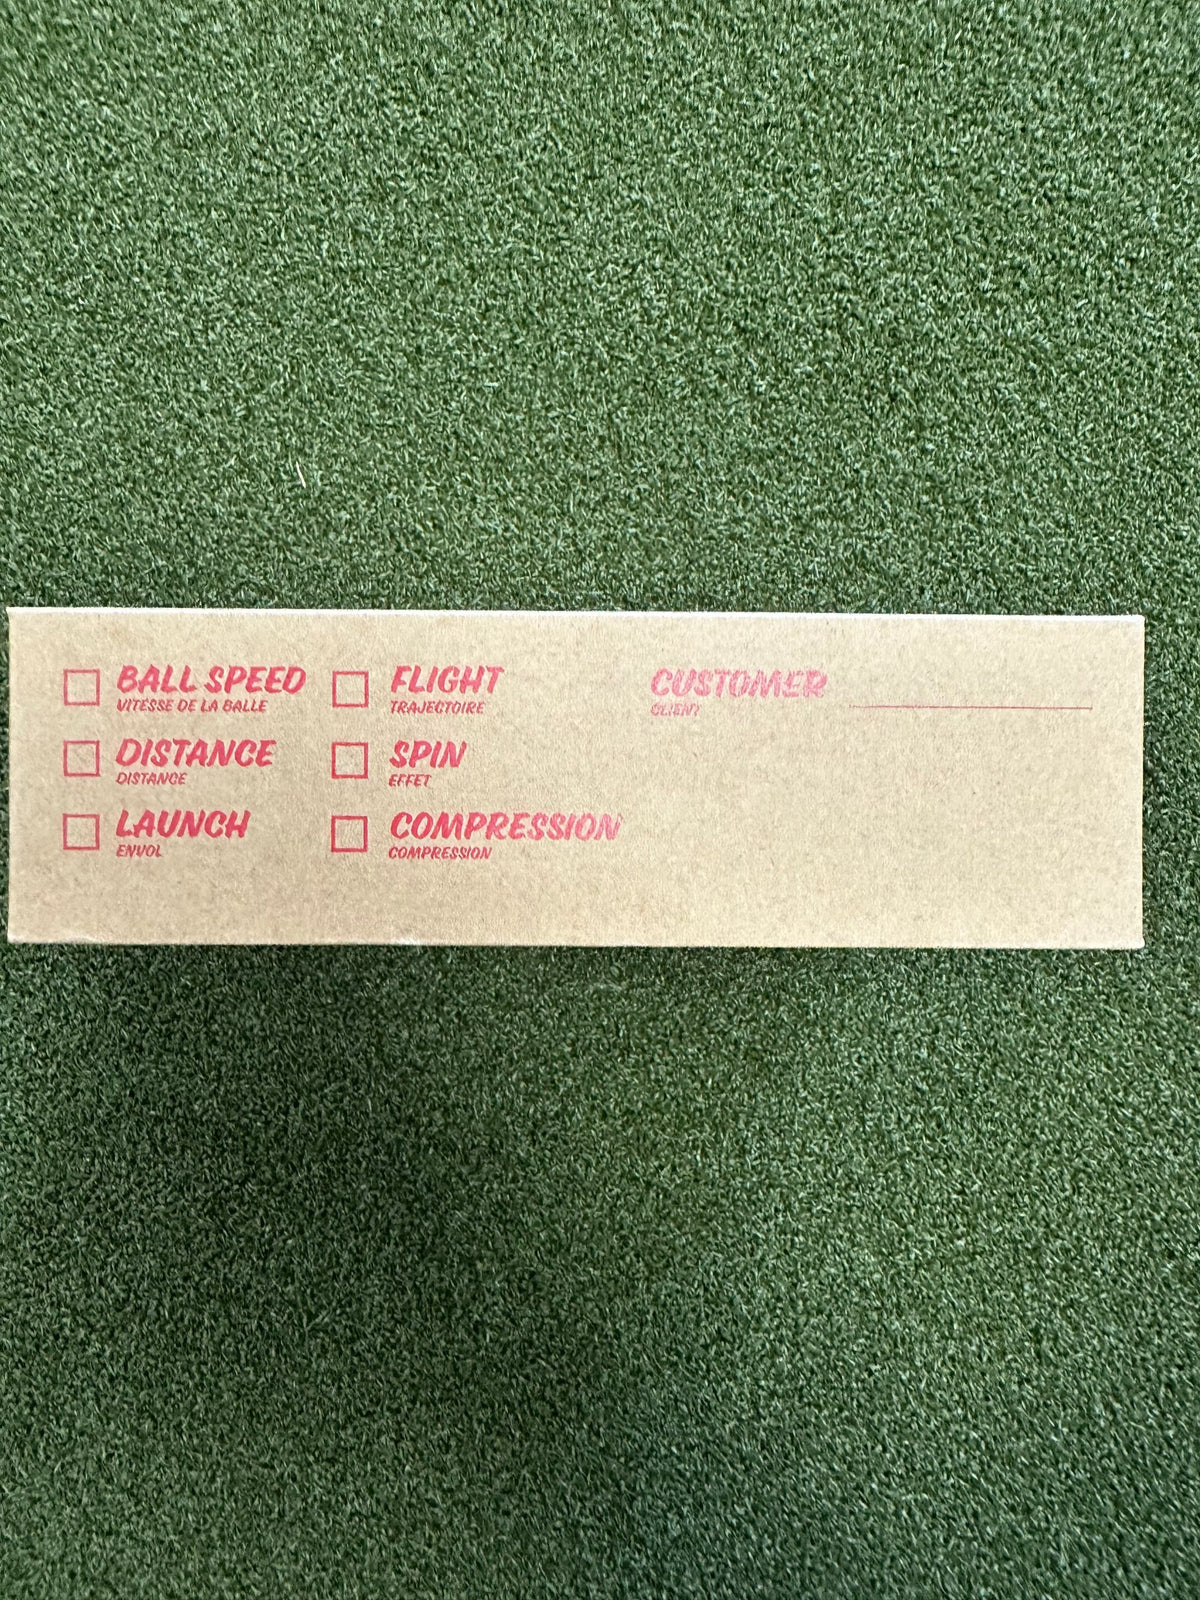 BALL SPEED
VITESSE DE LA BALLE
DISTANCE
DISTANCE
LAUNCH
ENVOL
FLIGHT
TRAJECTOIRE
SPIN
EFFET
COMPRESSION
COMPRESSION
CUSTOMER
CLIENT